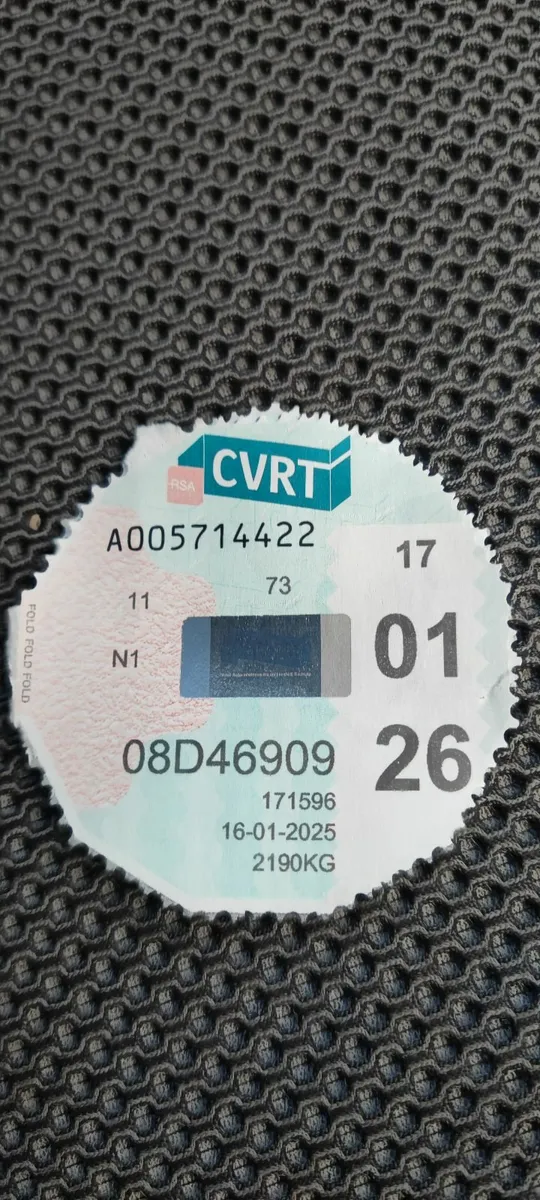 CVRT
RSA
A005714422
17
11 73
N1
01
FOLD FOLD FOLD
08D46909
26
171596
16-01-2025
2190KG